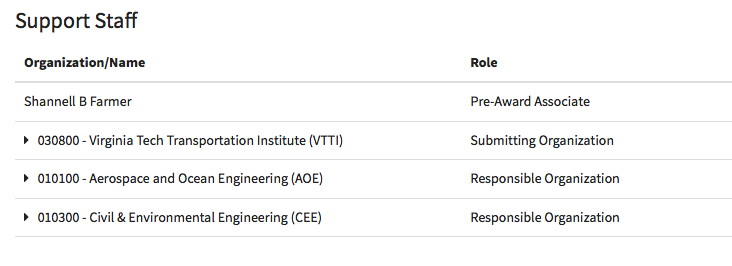 Support Staff
Organization/Name Role
Shannell B Farmer Pre-Award Associate
030800 - Virginia Tech Transportation Institute (VTTI) Submitting Organization
010100 - Aerospace and Ocean Engineering (AOE) Responsible Organization
010300 - Civil & Environmental Engineering (CEE) Responsible Organization